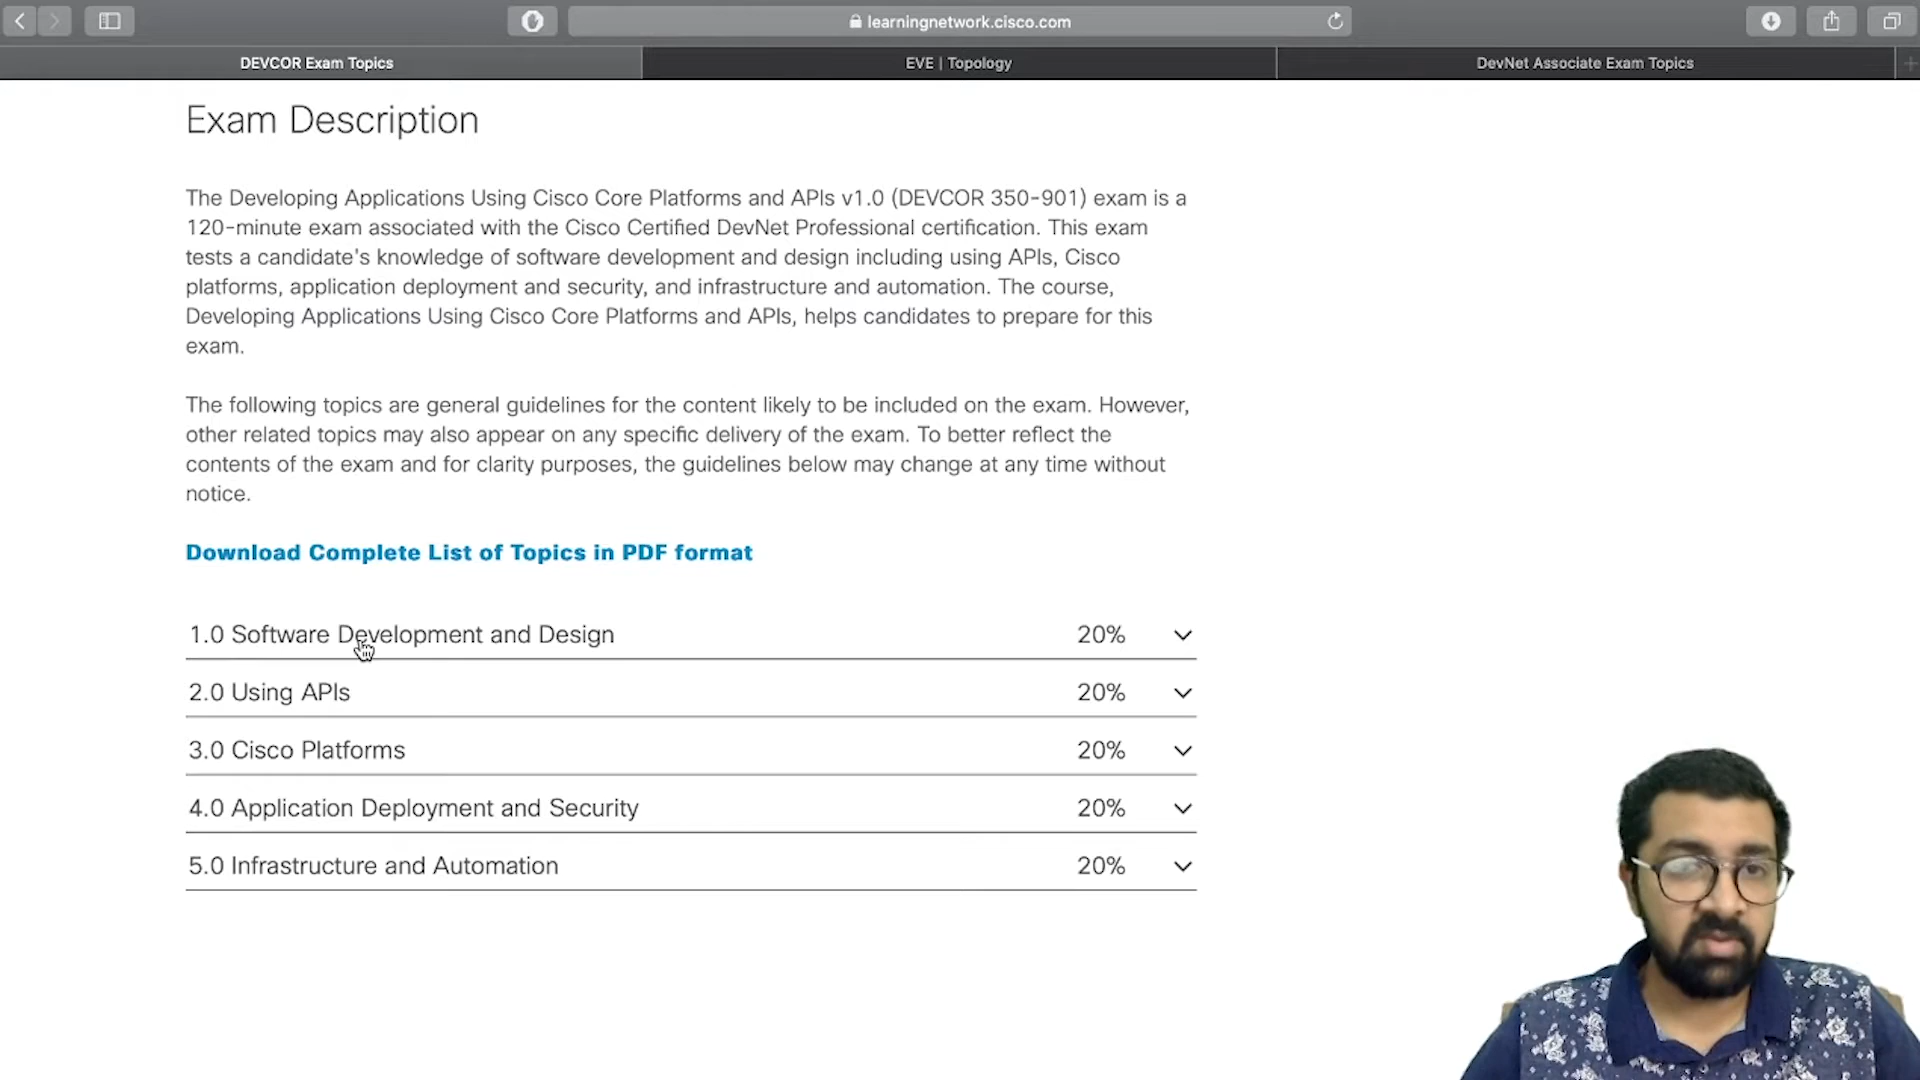 learningnetwork.cisco.com
DEVCOR Exam Topics
EVE | Topology
DevNet Associate Exam Topics
Exam Description
The Developing Applications Using Cisco Core Platforms and APIs v1.0 (DEVCOR 350-901) exam is a
120-minute exam associated with the Cisco Certified DevNet Professional certification. This exam
tests a candidate's knowledge of software development and design including using APIs, Cisco
platforms, application deployment and security, and infrastructure and automation. The course,
Developing Applications Using Cisco Core Platforms and APIs, helps candidates to prepare for this
exam.
The following topics are general guidelines for the content likely to be included on the exam. However,
other related topics may also appear on any specific delivery of the exam. To better reflect the
contents of the exam and for clarity purposes, the guidelines below may change at any time without
notice.
Download Complete List of Topics in PDF format
1.0 Software Development and Design 20%
2.0 Using APIs 20%
3.0 Cisco Platforms 20%
4.0 Application Deployment and Security 20%
5.0 Infrastructure and Automation 20%